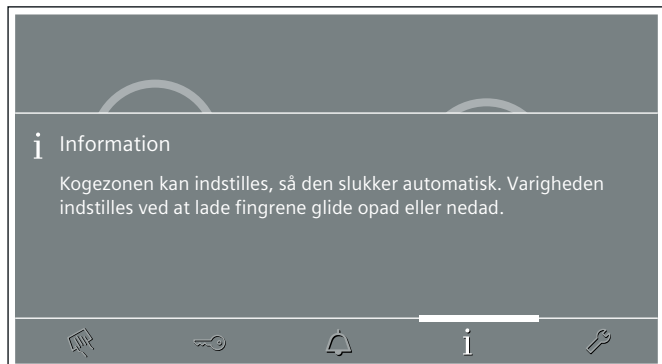 i Information
Kogezonen kan indstilles, så den slukker automatisk. Varigheden
indstilles ved at lade fingrene glide opad eller nedad.
i